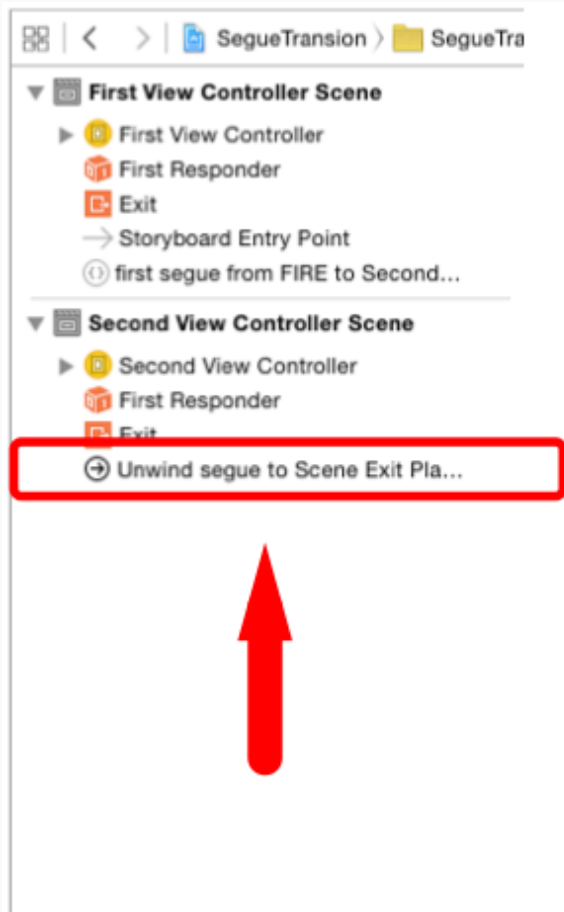 SegueTransion SegueTra
First View Controller Scene
First View Controller
First Responder
Exit
Storyboard Entry Point
first segue from FIRE to Second...
Second View Controller Scene
Second View Controller
First Responder
Exit
Unwind segue to Scene Exit Pla...